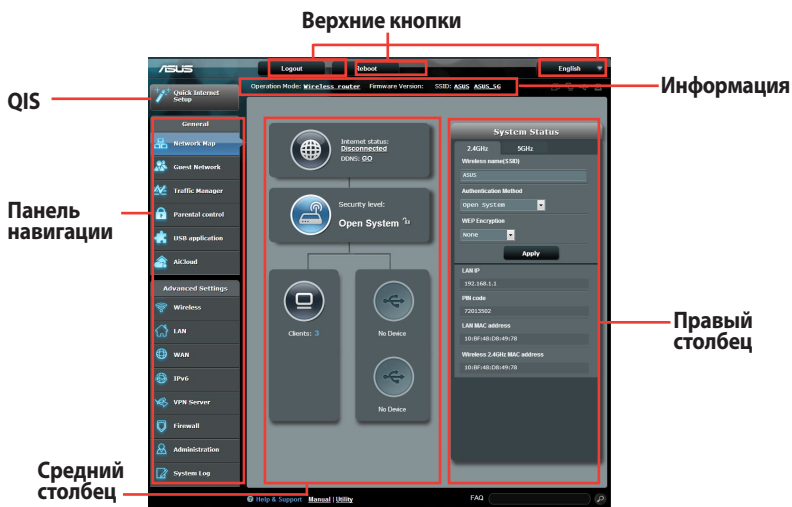 Верхние кнопки
ASUS
Logout
Reboot
English
Quick Internet
Setup
Operation Mode: Wireless router Firmware Version: SSID: ASUS ASUS_5G
Информация
QIS
General
Network Map
Guest Network
Traffic Manager
Parental control
USB application
AiCloud
Панель
навигации
Advanced Settings
Wireless
LAN
WAN
IPv6
VPN Server
Firewall
Administration
System Log
Internet status:
Disconnected
DDNS: GO
Security level:
Open System
Clients: 3
No Device
No Device
System Status
2.4GHz 5GHz
Wireless name(SSID)
ASUS
Authentication Method
Open System
WEP Encryption
None
Apply
LAN IP
192.168.1.1
PIN code
72013502
LAN MAC address
10:BF:48:D8:49:78
Wireless 2.4GHz MAC address
10:BF:48:D8:49:78
Правый
столбец
Средний
столбец
Help & Support Manual | Utility
FAQ